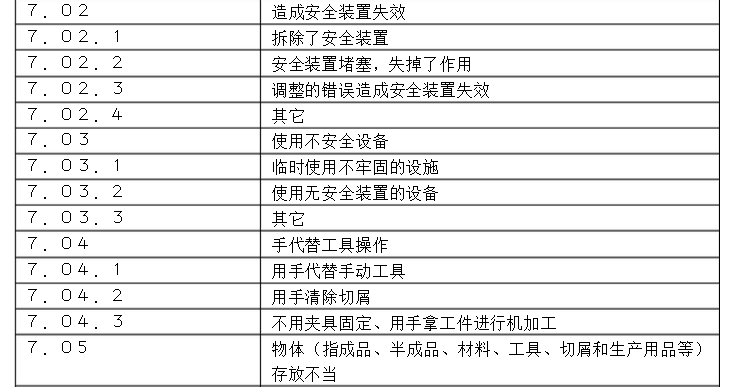 7．02 造成安全装置失效
7．02．1 拆除了安全装置
7．02．2 安全装置堵塞，失掉了作用
7．02．3 调整的错误造成安全装置失效
7．02．4 其它
7．03 使用不安全设备
7．03．1 临时使用不牢固的设施
7．03．2 使用无安全装置的设备
7．03．3 其它
7．04 手代替工具操作
7．04．1 用手代替手动工具
7．04．2 用手清除切屑
7．04．3 不用夹具固定、用手拿工件进行机加工
7．05 物体（指成品、半成品、材料、工具、切屑和生产用品等）
存放不当